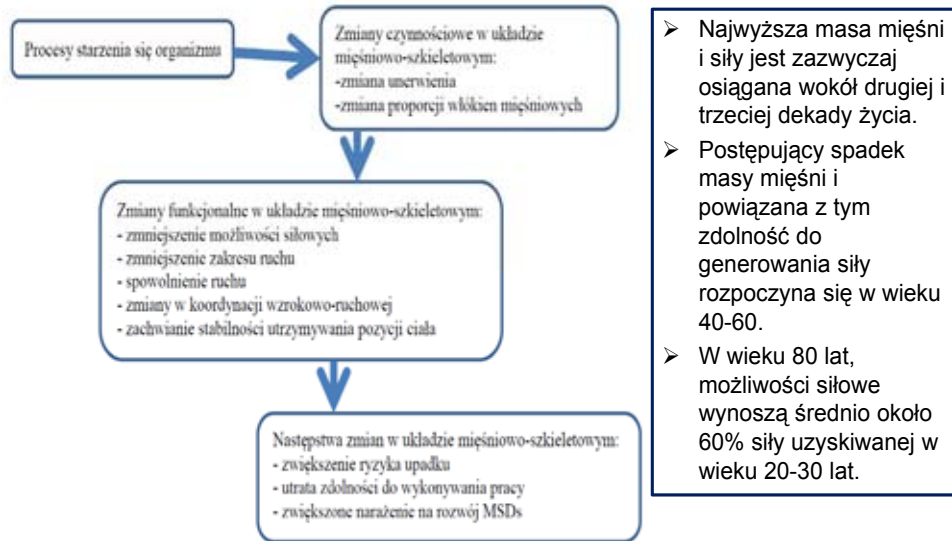 Procesy starzenia się organizmu
Zmiany czynnościowe w układzie
mięśniowo-szkieletowym:
-zmiana unerwienia
-zmiana proporcji włókien mięśniowych
Zmiany funkcjonalne w układzie mięśniowo-szkieletowym:
- zmniejszenie możliwości siłowych
- zmniejszenie zakresu ruchu
- spowolnienie ruchu
- zmiany w koordynacji wzrokowo-ruchowej
- zachwianie stabilności utrzymywania pozycji ciała
Następstwa zmian w układzie mięśniowo-szkieletowym:
- zwiększenie ryzyka upadku
- utrata zdolności do wykonywania pracy
- zwiększone narażenie na rozwój MSDs
➢ Najwyższa masa mięśni
i siły jest zazwyczaj
osiągana wokół drugiej i
trzeciej dekady życia.
➢ Postępujący spadek
masy mięśni i
powiązana z tym
zdolność do
generowania siły
rozpoczyna się w wieku
40-60.
➢ W wieku 80 lat,
możliwości siłowe
wynoszą średnio około
60% siły uzyskiwanej w
wieku 20-30 lat.